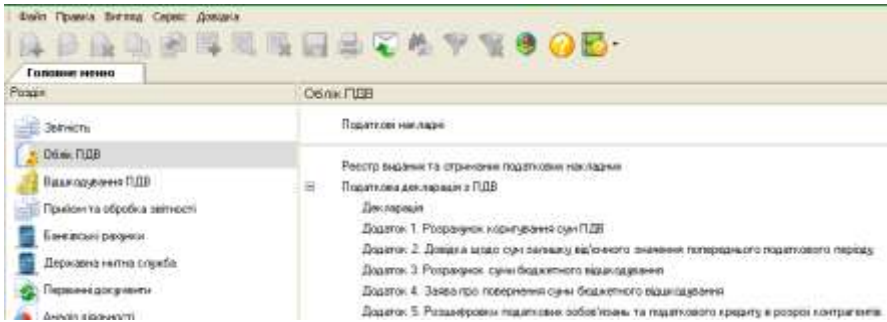 Файл Правка Вигляд Сервіс Довідка
Головне меню
Розділ
Облік ПДВ
Звітність
Облік ПДВ
Відшкодування ПДВ
Прийом та обробка звітності
Банківські рахунки
Державна митна служба
Первинні документи
Аналіз діяльності
Податкові накладні
Реєстр виданих та отриманих податкових накладних
Податкова декларація з ПДВ
Декларація
Додаток 1. Розрахунок коригування сум ПДВ
Додаток 2. Довідка щодо сум залишку від'ємного значення попереднього податкового періоду
Додаток 3. Розрахунок суми бюджетного відшкодування
Додаток 4. Заява про повернення суми бюджетного відшкодування
Додаток 5. Розшифровки податкових зобов'язань та податкового кредиту в розрізі контрагентів